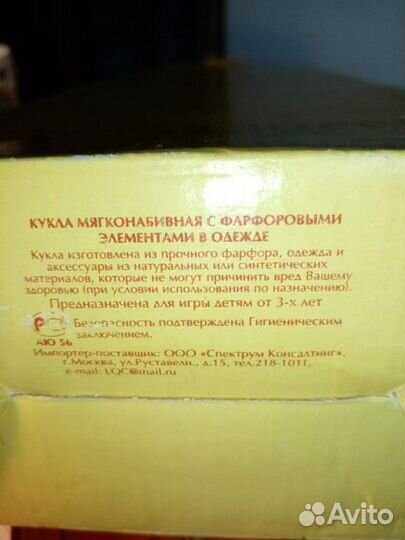 КУКЛА МЯГКОНАБИВНАЯ С ФАРФОРОВЫМИ
ЭЛЕМЕНТАМИ В ОДЕЖДЕ
Кукла изготовлена из прочного фарфора, одежда и
аксессуары из натуральных или синтетических
материалов, которые не могут причинить вред Вашему
здоровью (при условии использования по назначению).
Предназначена для игры детям от 3-х лет
РС Безопасность подтверждена Гигиеническим
АЮ 56 заключением.
Импортер-поставщик: ООО «Спектрум Консалтинг».
г.Москва, ул.Руставели., д.15, тел.218-1011,
e-mail: LQC@mail.ru
Avito